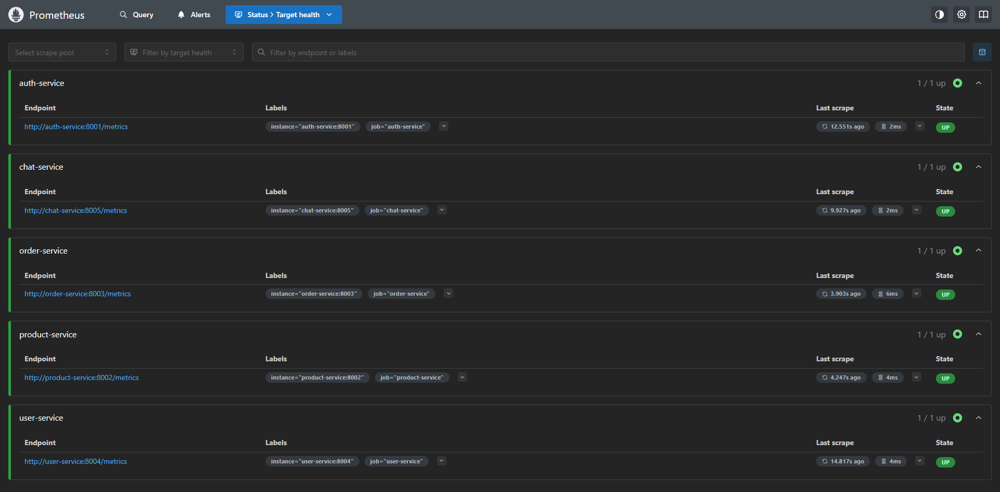 Prometheus Query Alerts Status > Target health
Select scrape pool Filter by target health Filter by endpoint or labels
auth-service 1 / 1 up
Endpoint Labels Last scrape State
http://auth-service:8001/metrics instance="auth-service:8001" job="auth-service" 12.551s ago 2ms UP
chat-service 1 / 1 up
Endpoint Labels Last scrape State
http://chat-service:8005/metrics instance="chat-service:8005" job="chat-service" 9.927s ago 2ms UP
order-service 1 / 1 up
Endpoint Labels Last scrape State
http://order-service:8003/metrics instance="order-service:8003" job="order-service" 3.903s ago 6ms UP
product-service 1 / 1 up
Endpoint Labels Last scrape State
http://product-service:8002/metrics instance="product-service:8002" job="product-service" 4.247s ago 4ms UP
user-service 1 / 1 up
Endpoint Labels Last scrape State
http://user-service:8004/metrics instance="user-service:8004" job="user-service" 14.817s ago 4ms UP